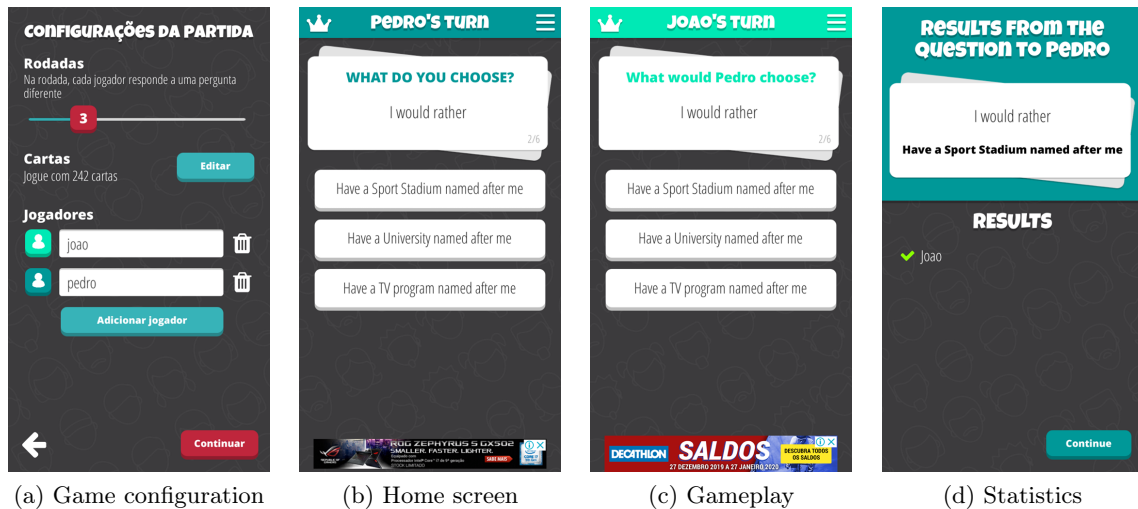 CONFIGURAÇÕES DA PARTIDA
Rodadas
Na rodada, cada jogador responde a uma pergunta
diferente
3
Cartas
Jogue com 242 cartas
Editar
Jogadores
joao
pedro
Adicionar jogador
Continuar
(a) Game configuration
PEDRO'S TURN
WHAT DO YOU CHOOSE?
I would rather
2/6
Have a Sport Stadium named after me
Have a University named after me
Have a TV program named after me
ROG ZEPHYRUS S GX502
SMALLER. FASTER. LIGHTER.
SABE MAIS
(b) Home screen
JOAO'S TURN
What would Pedro choose?
I would rather
2/6
Have a Sport Stadium named after me
Have a University named after me
Have a TV program named after me
DECATHLON
SALDOS
27 DEZEMBRO 2019 A 27 JANEIRO 2020
DESCUBRA TODOS
OS SALDOS
(c) Gameplay
RESULTS FROM THE
QUESTION TO PEDRO
I would rather
Have a Sport Stadium named after me
RESULTS
Joao
Continue
(d) Statistics